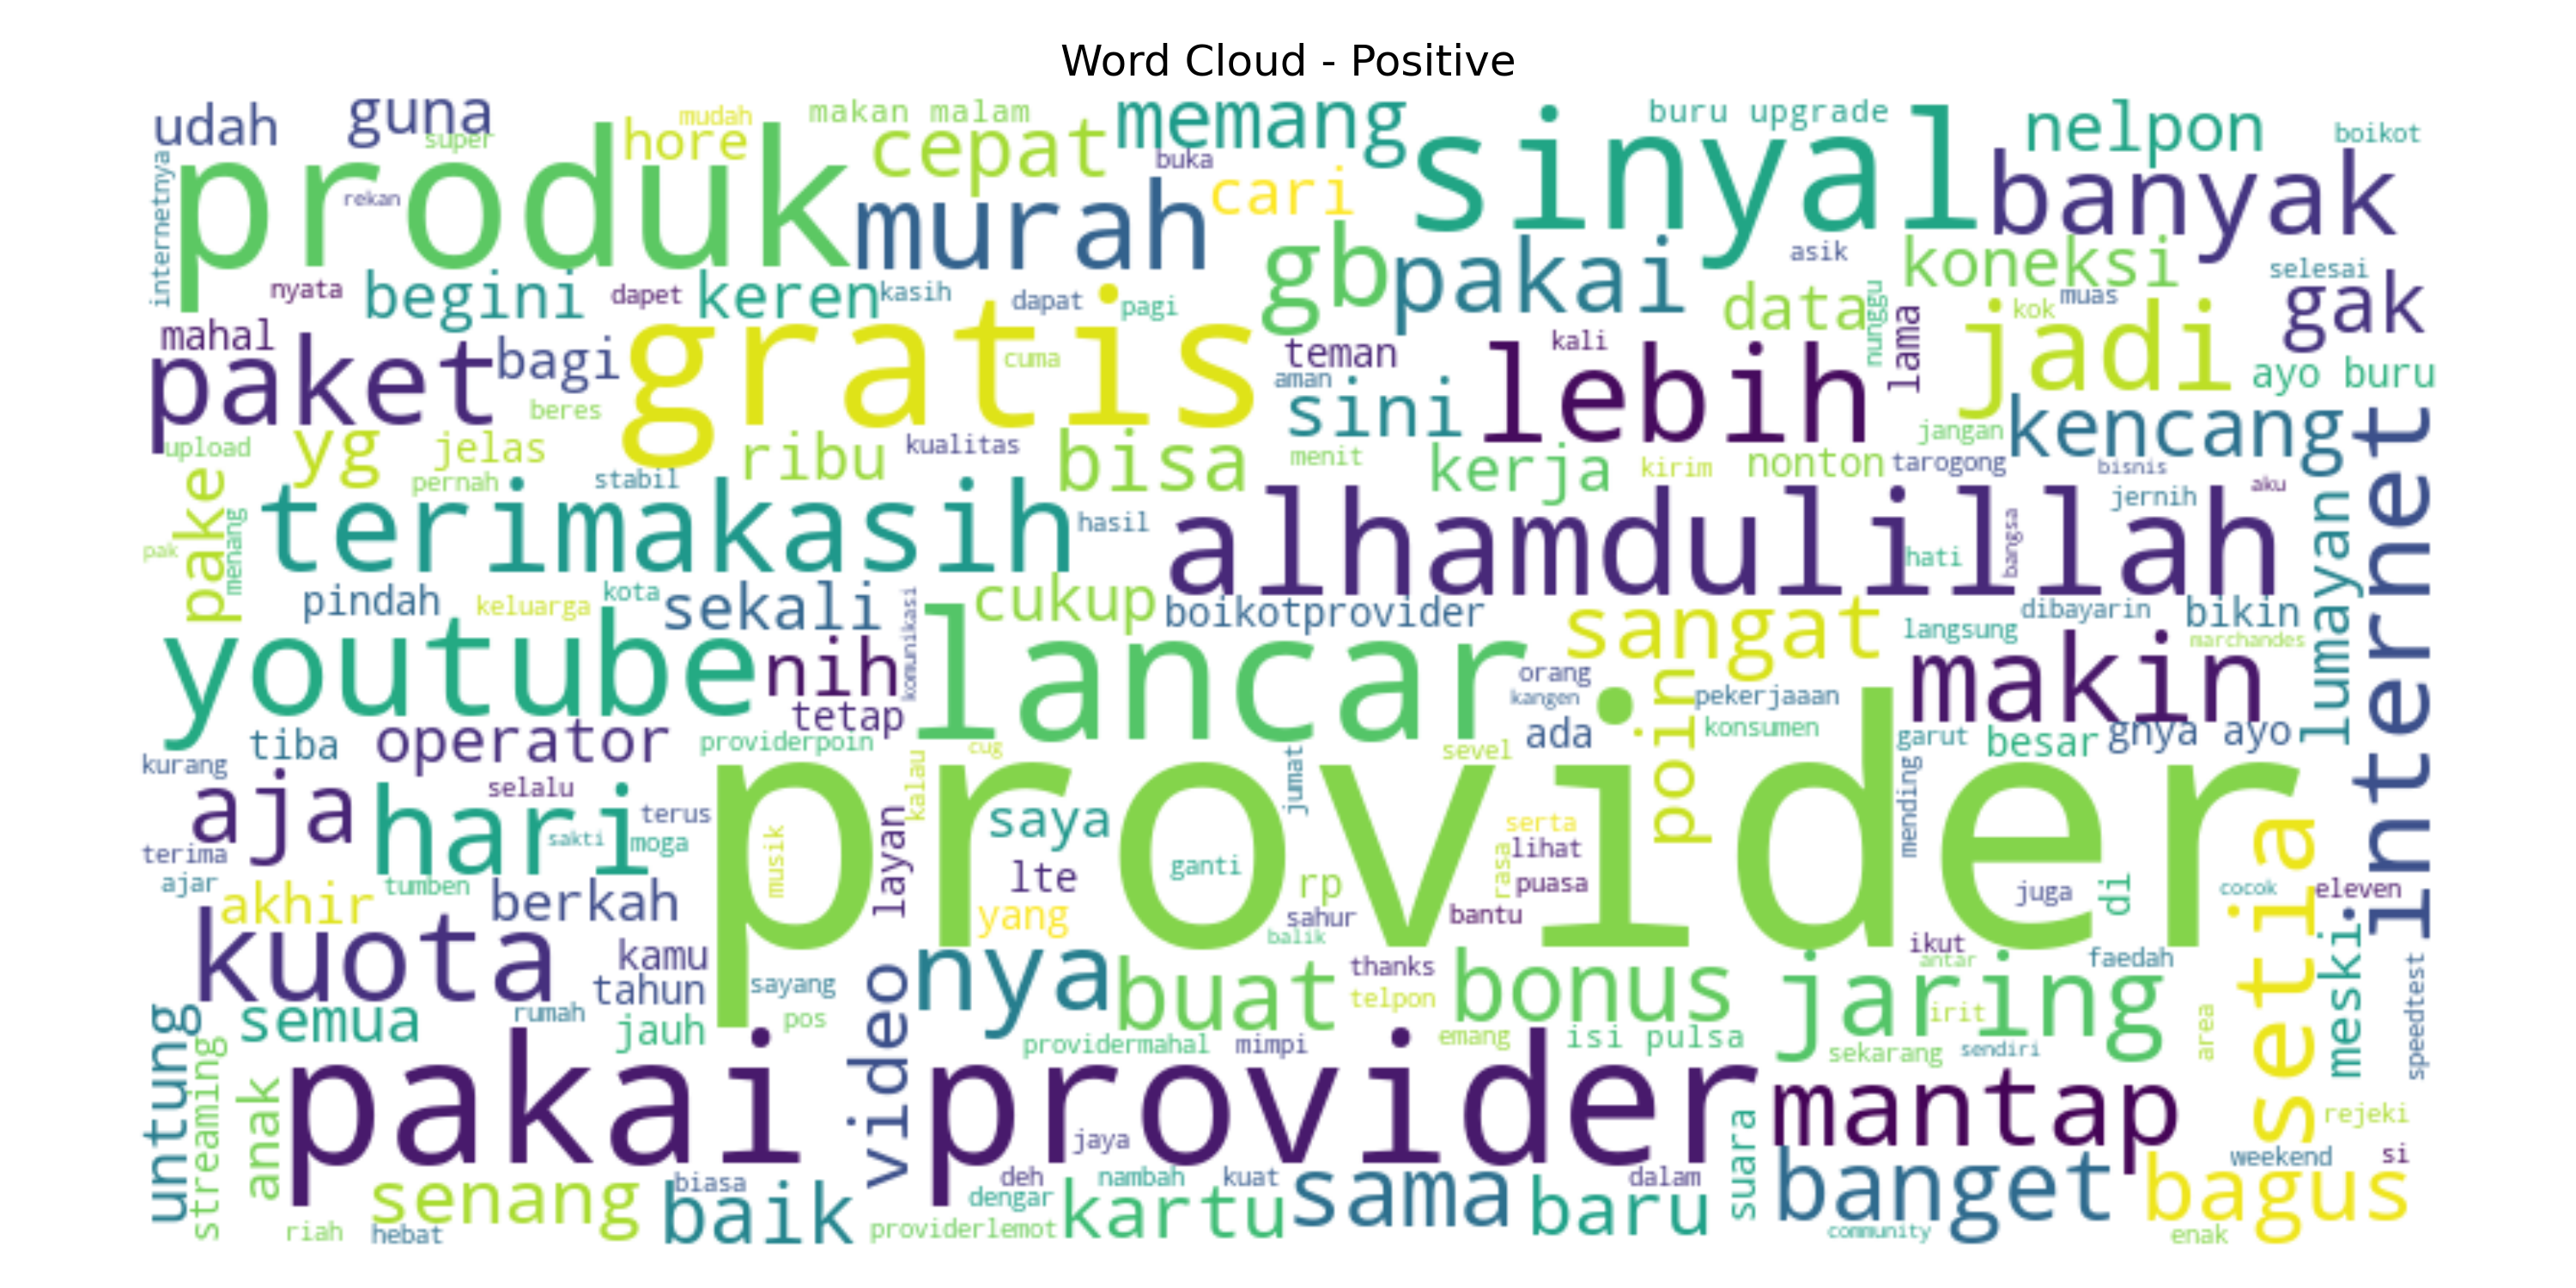 Word Cloud - Positive
udah
guna
super
hore
mudah
makan malam
cepat
memang
buka
sinyal
buru upgrade
nelpon
boikot
internetnya
produk
rekan
murah
cari
banyak
gb
pakai
asik
koneksi
selesai
nyata
begini
dapet
keren
kasih
dapat
pagi
data
nunggu
kok
muas
gak
mahal
paket
bagi
gratis
cuma
teman
kali
lebih
lama
jadi
ayo buru
beres
aman
sini
kencang
jangan
upload
yg
jelas
ribu
kualitas
bisa
menit
kerja
kirim
nonton
tarogong
bisnis
internet
pake
pernah
stabil
terimakasih
hasil
alhamdulillah
jernih
aku
lumayan
pak
menang
hati
bangsa
pindah
keluarga
kota
sekali
komunikasi
cukup
boikotprovider
sangat
dibayarin
bikin
langsung
marchandes
youtube
nih
lancar
orang
kangen
poin
pekerjaaan
makin
tetap
tiba
operator
providerpoin
cug
sevel
ada
konsumen
garut
besar
gnya ayo
kurang
aja
hari
selalu
terus
provider
kalau
saya
jumat
mending
setia
terima
sakti
moga
musik
layan
lte
ganti
serta
lihat
rasa
ajar
akhir
tumben
berkah
yang
rp
puasa
juga
di
cocok
eleven
sahur
bantu
balik
kuota
kamu
tahun
sayang
video
nya
buat
thanks
telpon
bonus
ikut
antar
faedah
jaring
irit
meski
speedtest
untung
semua
rumah
jauh
pos
providermahal
mimpi
emang
isi pulsa
sekarang
sendiri
area
streaming
anak
pakai provider
jaya
suara
mantap
rejeki
weekend
si
senang
biasa
baik
deh
dengar
nambah
kuat
kartu
sama
dalam
baru
banget
bagus
riah
hebat
providerlemot
community
enak